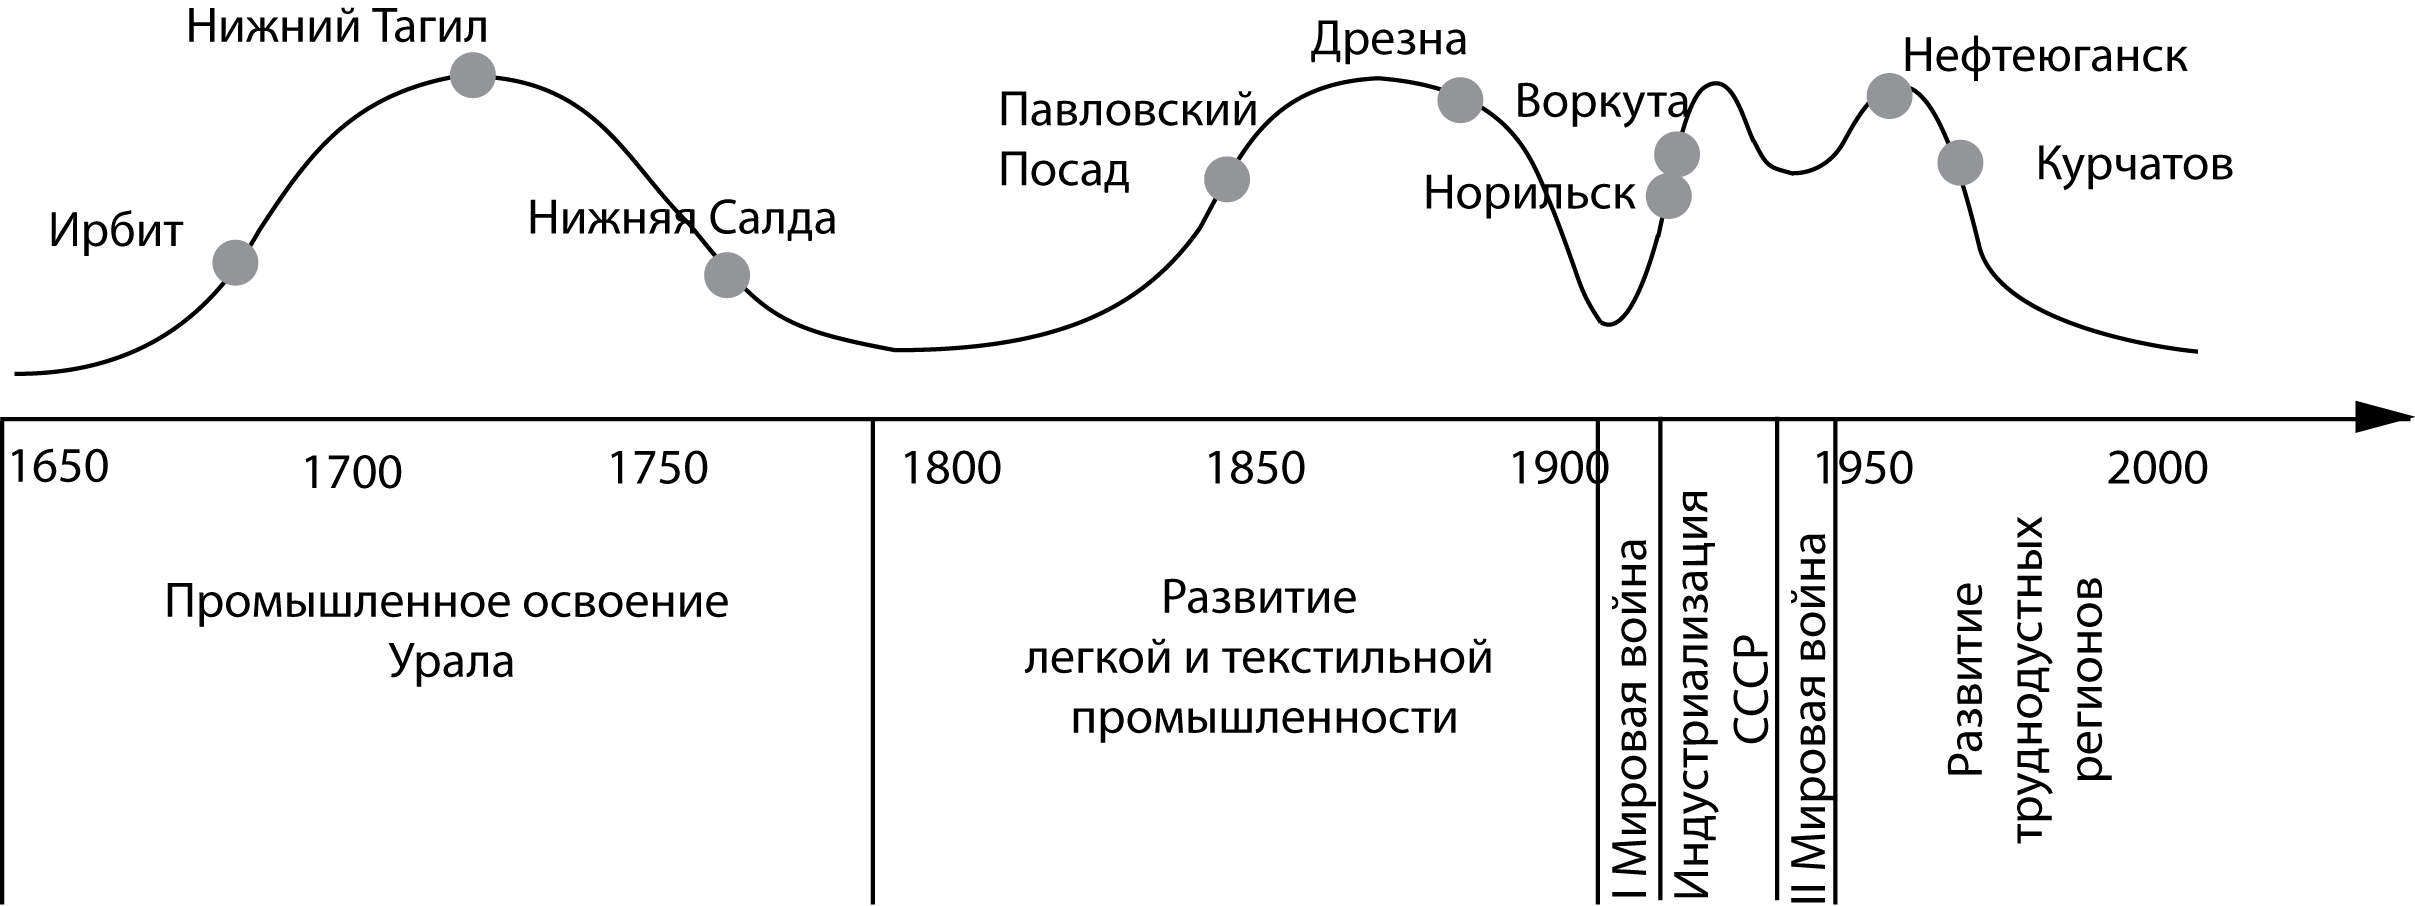 Нижний Тагил
Дрезна
Нефтеюганск
Павловский
Посад
Воркута
Курчатов
Норильск
Ирбит
Нижняя Салда
1650
1700
1750
1800
1850
1900
1950
2000
Промышленное освоение
Урала
Развитие
легкой и текстильной
промышленности
I Мировая война
Индустриализация
СССР
II Мировая война
Развитие
труднодустных
регионов